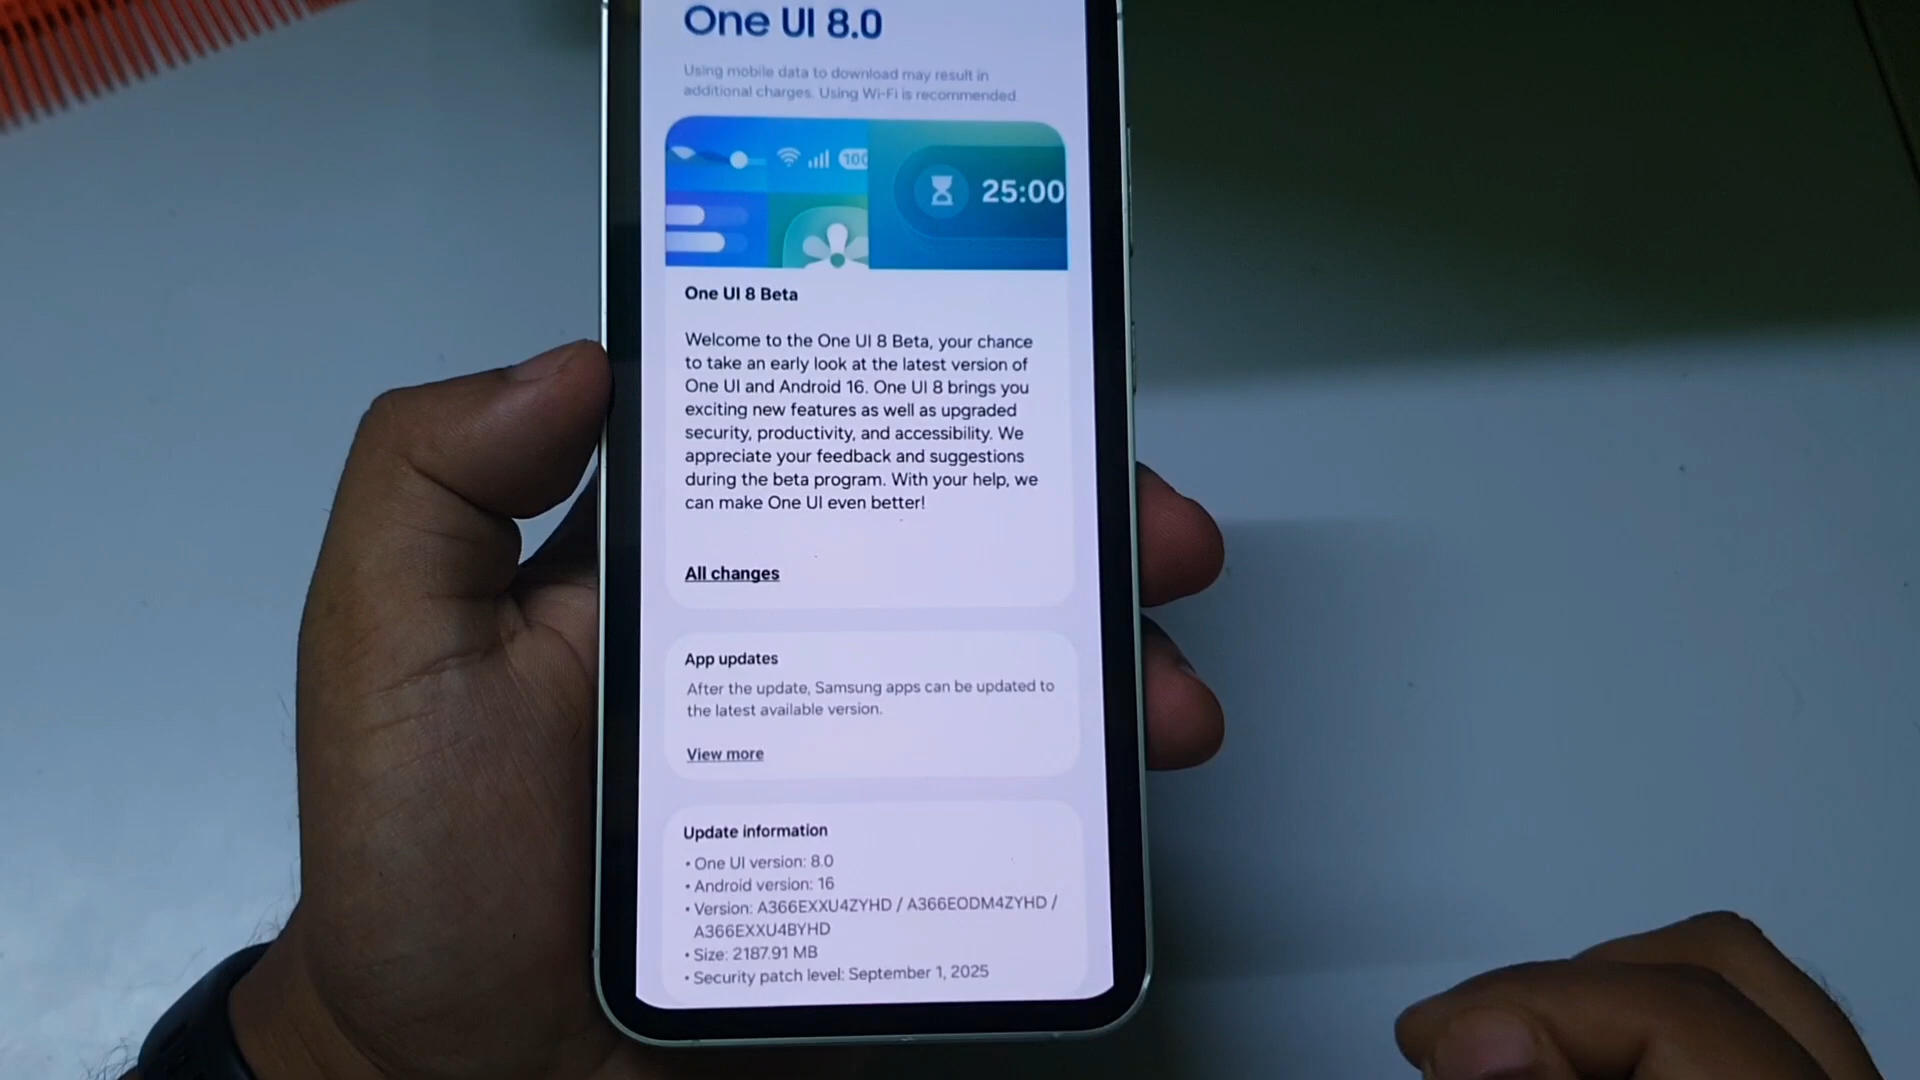 One UI 8.0
Using mobile data to download may result in
additional charges. Using Wi-Fi is recommended.
100
25:00
One UI 8 Beta
Welcome to the One UI 8 Beta, your chance
to take an early look at the latest version of
One UI and Android 16. One UI 8 brings you
exciting new features as well as upgraded
security, productivity, and accessibility. We
appreciate your feedback and suggestions
during the beta program. With your help, we
can make One UI even better!
All changes
App updates
After the update, Samsung apps can be updated to
the latest available version.
View more
Update information
• One UI version: 8.0
• Android version: 16
• Version: A366EXXU4ZYHD / A366EODM4ZYHD /
A366EXXU4BYHD
• Size: 2187.91 MB
• Security patch level: September 1, 2025